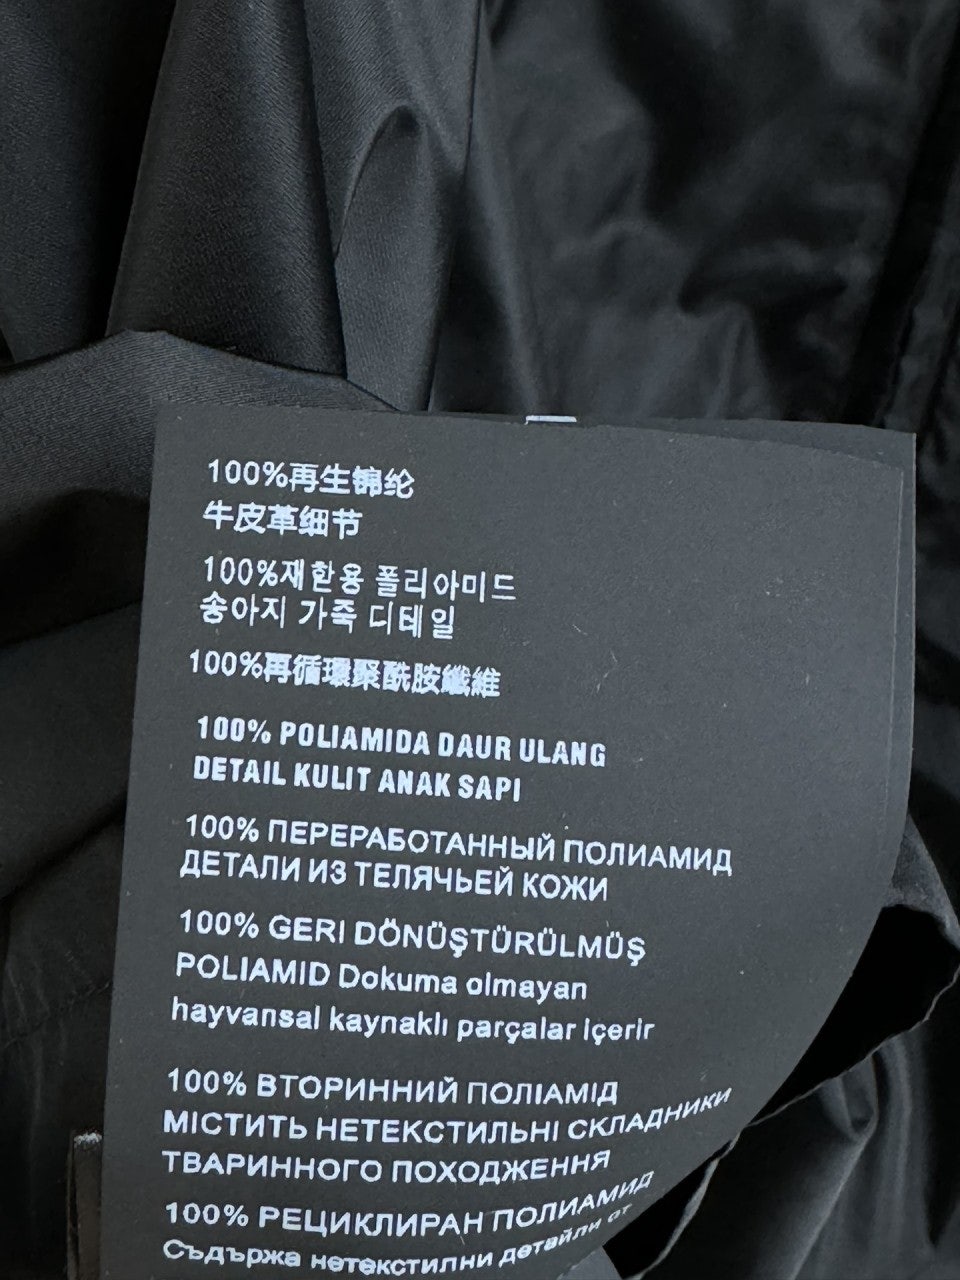 100%再生锦纶
牛皮革细节
100%재한용 폴리아미드
송아지 가죽 디테일
100%再循環聚酰胺纖維
100% POLIAMIDA DAUR ULANG
DETAIL KULIT ANAK SAPI
100% ПЕРЕРАБОТАННЫЙ ПОЛИАМИД
ДЕТАЛИ ИЗ ТЕЛЯЧЬЕЙ КОЖИ
100% GERI DÖNÜŞTÜRÜLMÜŞ
POLIAMID Dokuma olmayan
hayvansal kaynaklı parçalar içerir
100% ВТОРИННИЙ ПОЛІАМІД
МІСТИТЬ НЕТЕКСТИЛЬНІ СКЛАДНИКИ
ТВАРИННОГО ПОХОДЖЕННЯ
100% РЕЦИКЛИРАН ПОЛИАМИД
Съдържа нетекстилни детайли от